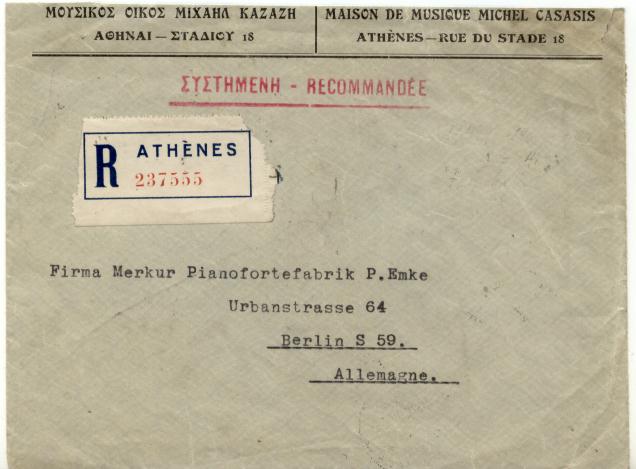 ΜΟΥΣΙΚΟΣ ΟΙΚΟΣ ΜΙΧΑΗΛ ΚΑΖΑΖΗ
ΑΘΗΝΑΙ — ΣΤΑΔΙΟΥ 18
MAISON DE MUSIQUE MICHEL CASASIS
ATHÈNES — RUE DU STADE 18
ΣΥΣΤΗΜΕΝΗ - RECOMMANDÉE
R ATHÈNES
237555
Firma Merkur Pianofortefabrik P.Emke
Urbanstrasse 64
Berlin S 59.
Allemagne.